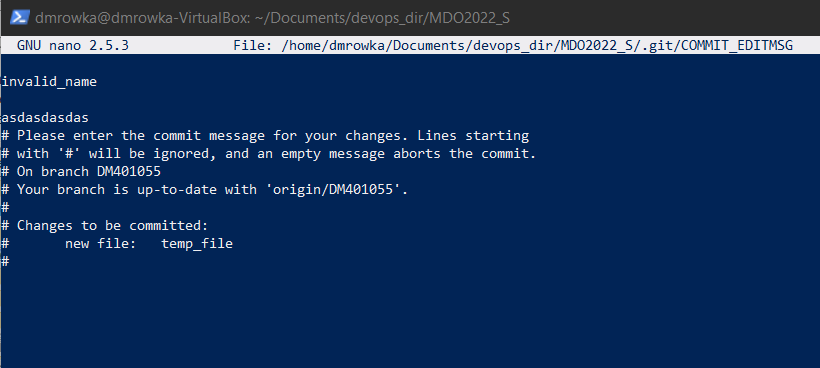 dmrowka@dmrowka-VirtualBox: ~/Documents/devops_dir/MDO2022_S
GNU nano 2.5.3 File: /home/dmrowka/Documents/devops_dir/MDO2022_S/.git/COMMIT_EDITMSG
invalid_name
asdasdasdas
# Please enter the commit message for your changes. Lines starting
# with '#' will be ignored, and an empty message aborts the commit.
# On branch DM401055
# Your branch is up-to-date with 'origin/DM401055'.
#
# Changes to be committed:
#       new file:   temp_file
#